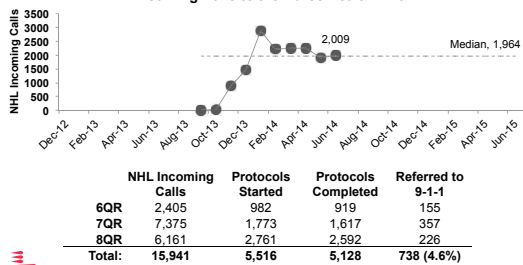 3500
3000
2500
2000
1500
1000
500
0
NHL Incoming Calls
2,009
Median, 1,964
Dec-12 Feb-13 Apr-13 Jun-13 Aug-13 Oct-13 Dec-13 Feb-14 Apr-14 Jun-14 Aug-14 Oct-14 Dec-14 Feb-15 Apr-15 Jun-15
NHL Incoming Calls Protocols Started Protocols Completed Referred to 9-1-1
6QR 2,405 982 919 155
7QR 7,375 1,773 1,617 357
8QR 6,161 2,761 2,592 226
Total: 15,941 5,516 5,128 738 (4.6%)